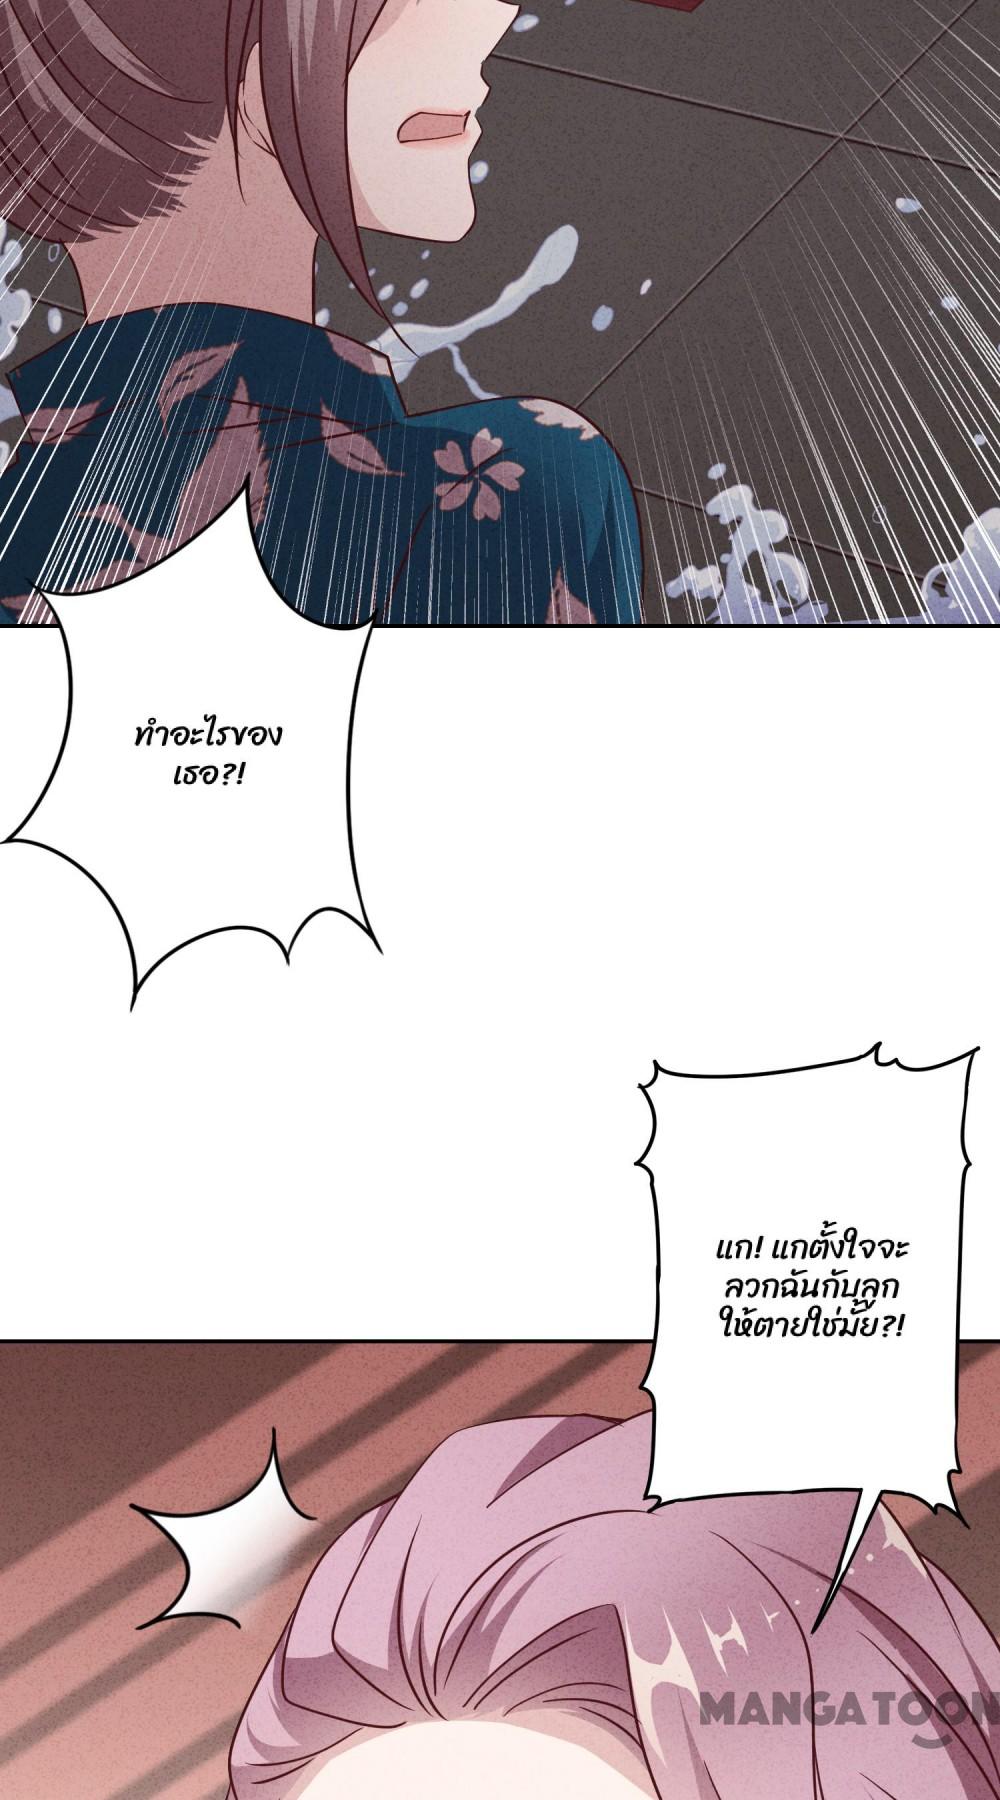 ทำอะไรของ
เธอ?!
แก! แกตั้งใจจะ
ลวกฉันกับลูก
ให้ตายใช่มั้ย?!
MANGATOON